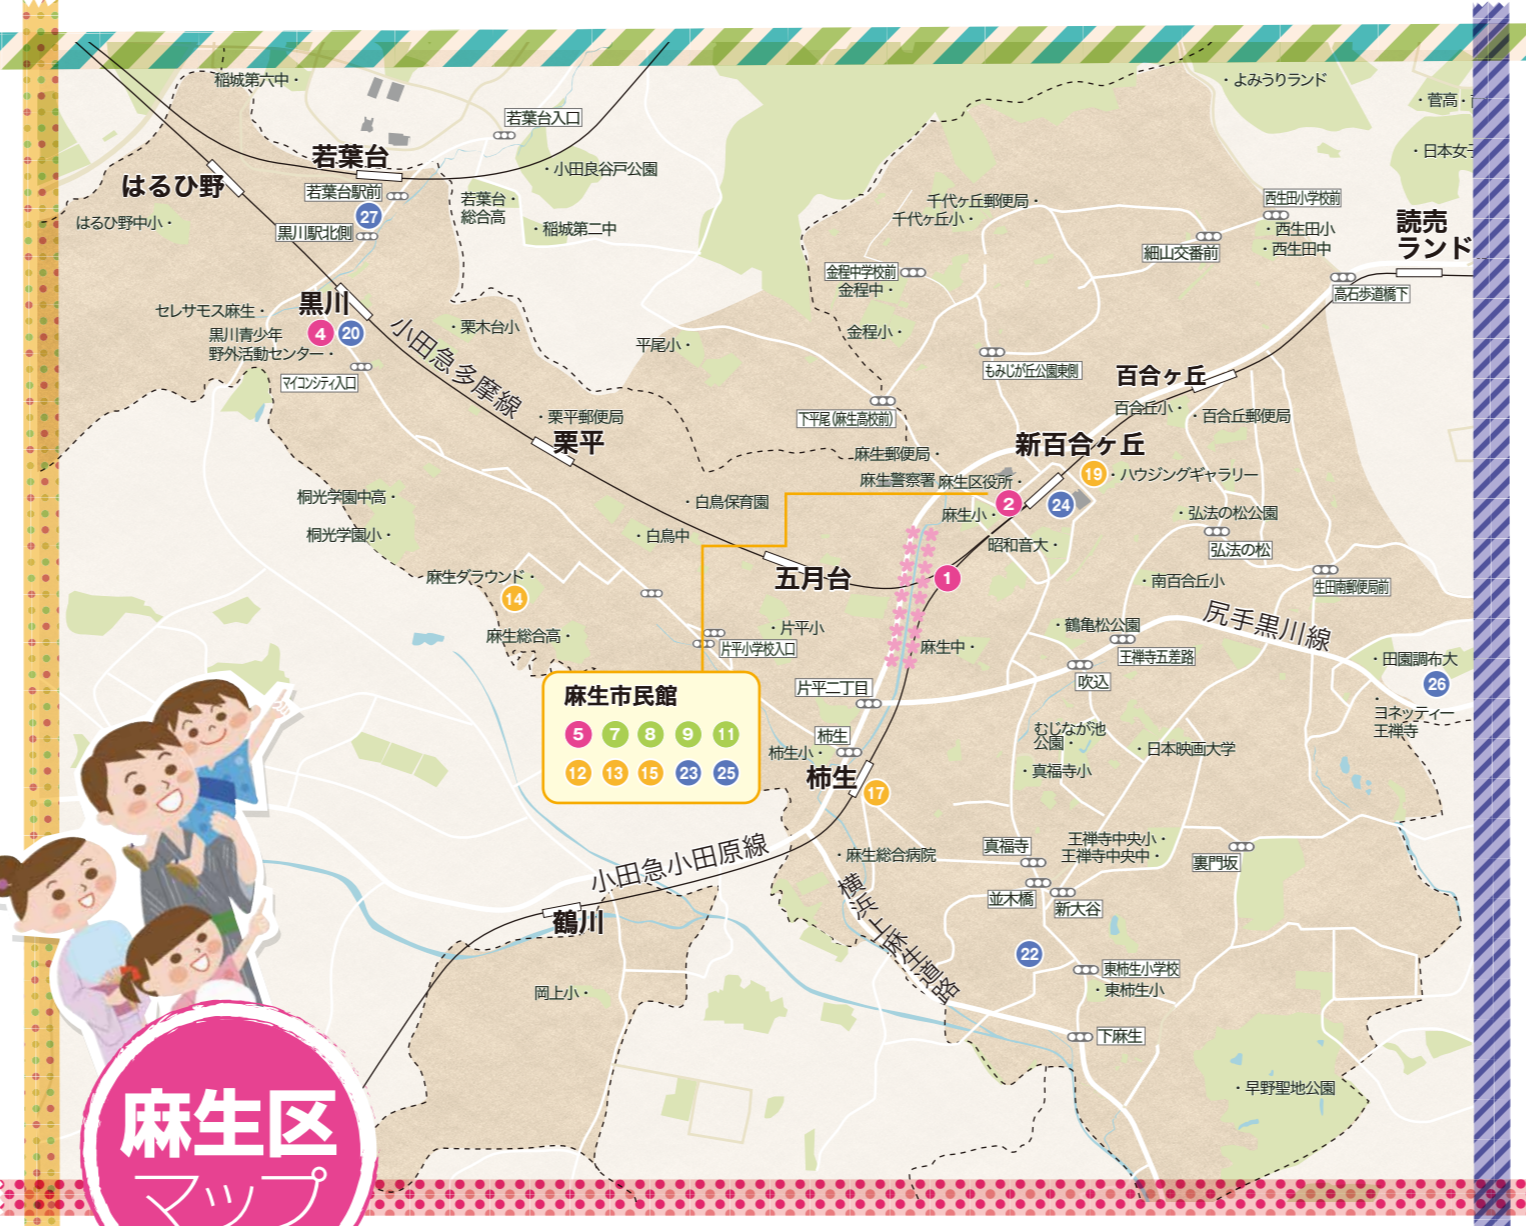 稲城第六中・
・よみうりランド
・菅高・
・日本女子
若葉台入口
若葉台
・小田良谷戸公園
はるひ野
若葉台駅前
27
はるひ野中小・
黒川駅北側
若葉台・
総合高
・稲城第二中
千代ヶ丘郵便局・
千代ヶ丘小・
西生田小学校前
・西生田小
・西生田中
細山交番前
読売
ランド
高石歩道橋下
金程中学校前
金程中・
金程小・
セレサモス麻生・
黒川
4
20
黒川青少年
野外活動センター・
マイコンシティ入口
・栗木台小
小田急多摩線
平尾小・
もみじが丘公園東側
百合ヶ丘
百合丘小・
・百合丘郵便局
下平尾(麻生高校前)
・栗平郵便局
栗平
新百合ヶ丘
麻生郵便局・
麻生警察署
麻生区役所・
19
・ハウジングギャラリー
2
24
麻生小・
昭和音大・
・弘法の松公園
弘法の松
桐光学園中高・
桐光学園小・
・白鳥保育園
・白鳥中
五月台
1
・南百合丘小
生田南郵便局前
麻生グラウンド・
14
麻生総合高・
・片平小
片平小学校入口
麻生中・
・鶴亀松公園
王禅寺五差路
尻手黒川線
吹込
・田園調布大
26
・
ヨネッティー
王禅寺
麻生市民館
5 7 8 9 11
12 13 15 23 25
片平二丁目
柿生
柿生小・
柿生
17
むじなが池
公園・
・日本映画大学
・真福寺小
小田急小田原線
・麻生総合病院
真福寺
王禅寺中央小・
王禅寺中央中・
裏門坂
並木橋
新大谷
横浜上麻生道路
鶴川
22
東柿生小学校
・東柿生小
岡上小・
下麻生
・早野聖地公園
麻生区
マップ